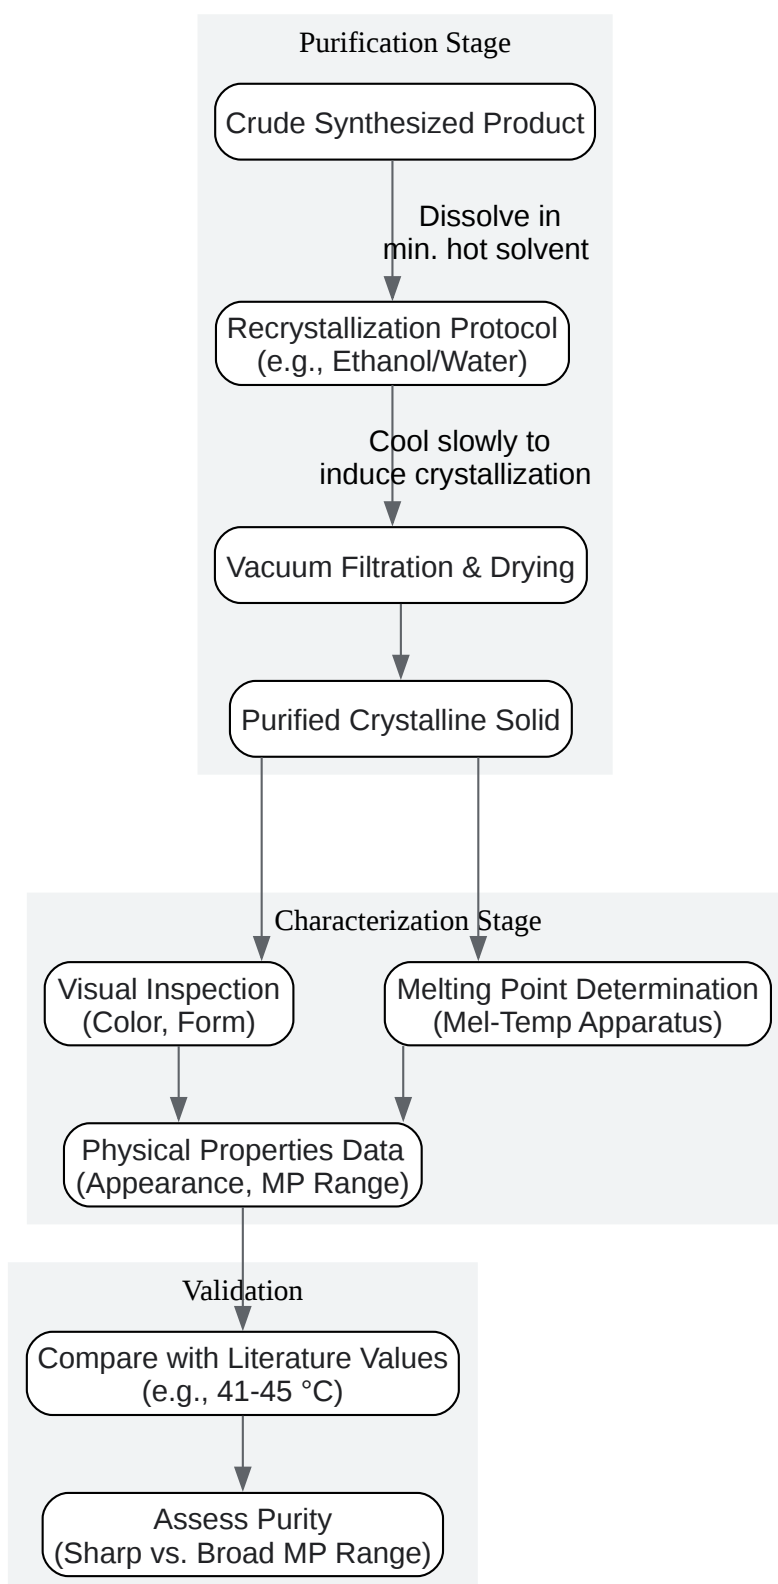 Purification Stage
Crude Synthesized Product
Dissolve in
min. hot solvent
Recrystallization Protocol
(e.g., Ethanol/Water)
Cool slowly to
induce crystallization
Vacuum Filtration & Drying
Purified Crystalline Solid
Characterization Stage
Visual Inspection
(Color, Form)
Melting Point Determination
(Mel-Temp Apparatus)
Physical Properties Data
(Appearance, MP Range)
Validation
Compare with Literature Values
(e.g., 41-45 °C)
Assess Purity
(Sharp vs. Broad MP Range)